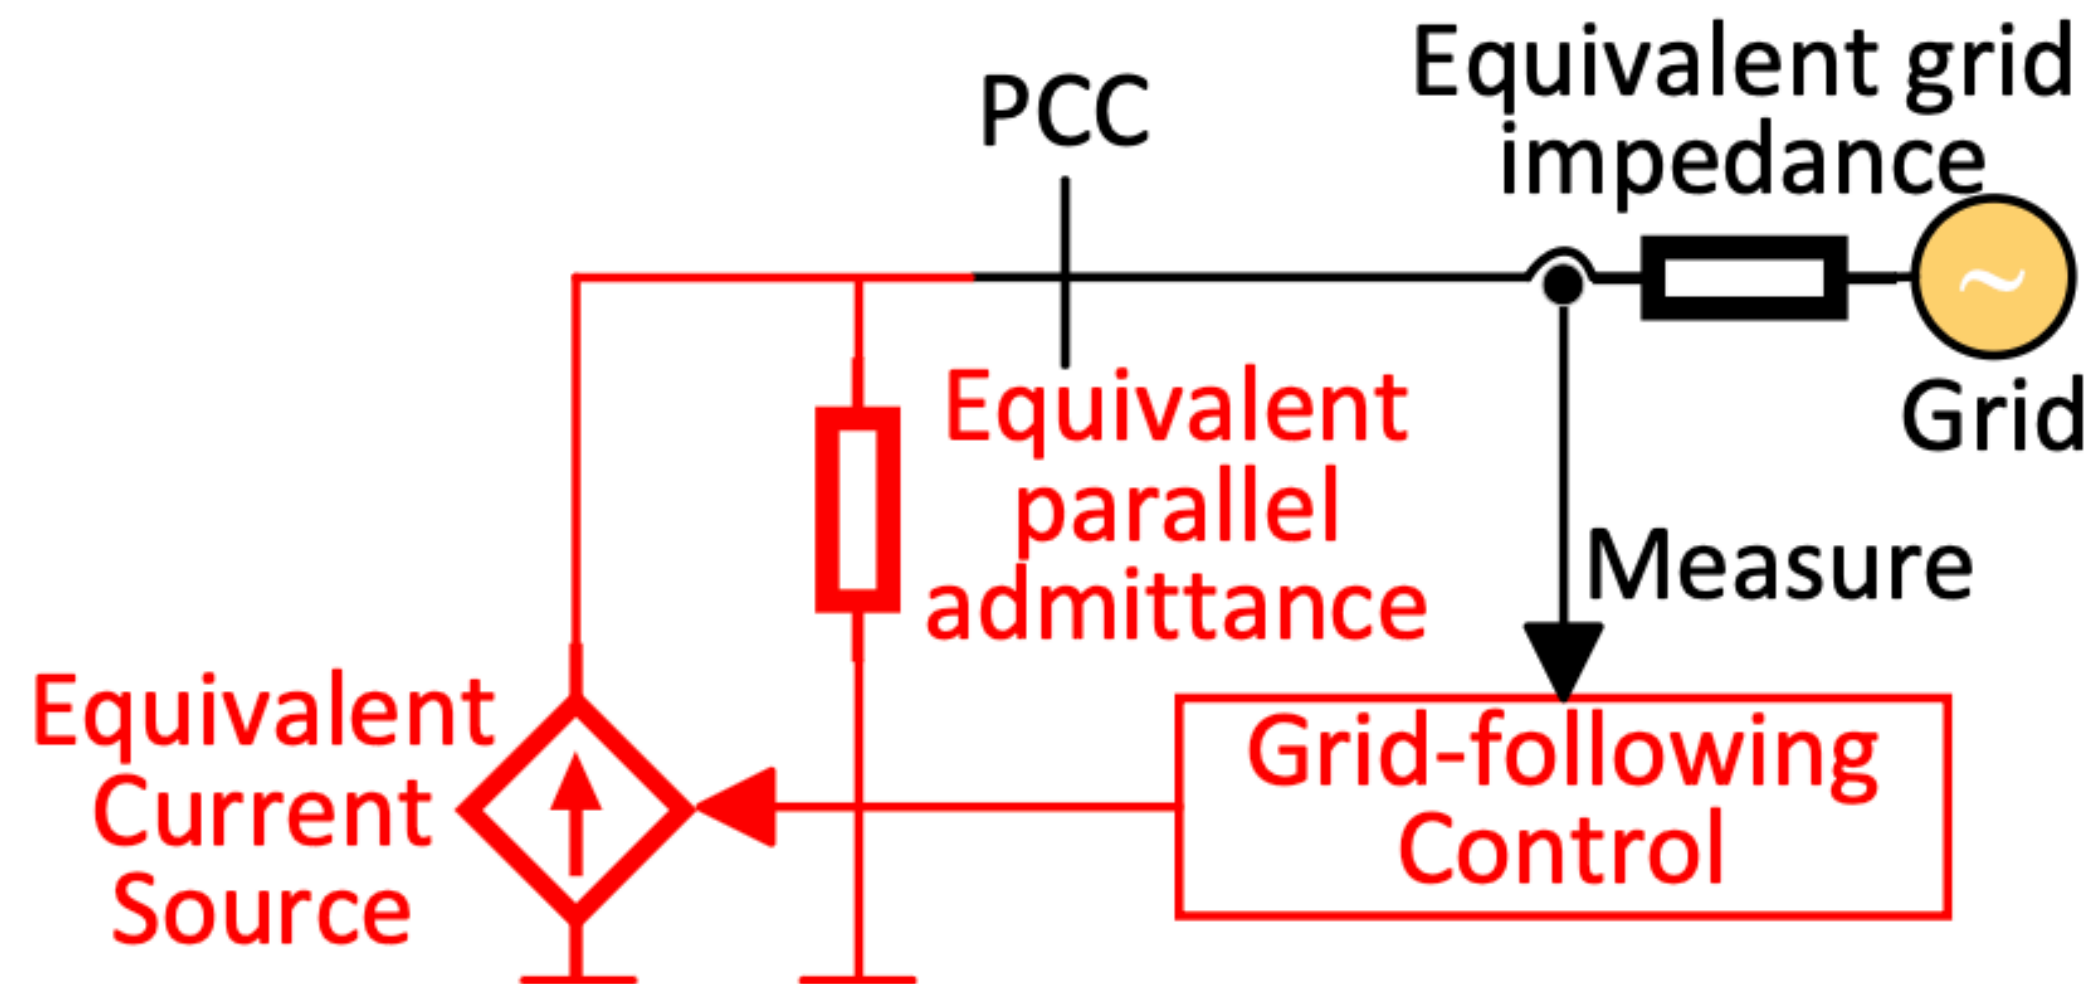 Equivalent grid
impedance
PCC
~
Grid
Equivalent
parallel
admittance
Measure
Equivalent
Current
Source
Grid-following
Control